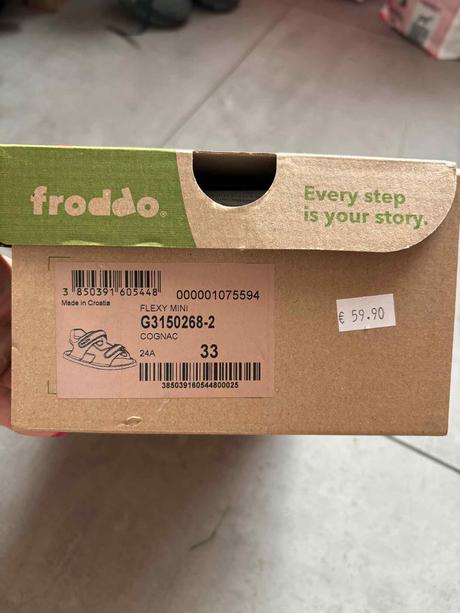 froddo®
Every step
is your story.
3 850391 605448
000001075594
Made in Croatia
FLEXY MINI
G3150268-2
COGNAC
24A
33
38503916054480025
€ 59.90